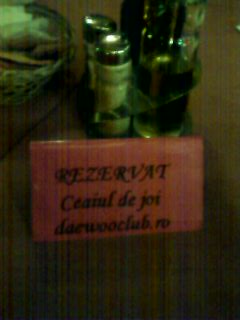 REZERVAT
Ceaiul de joi
daewooclub.ro